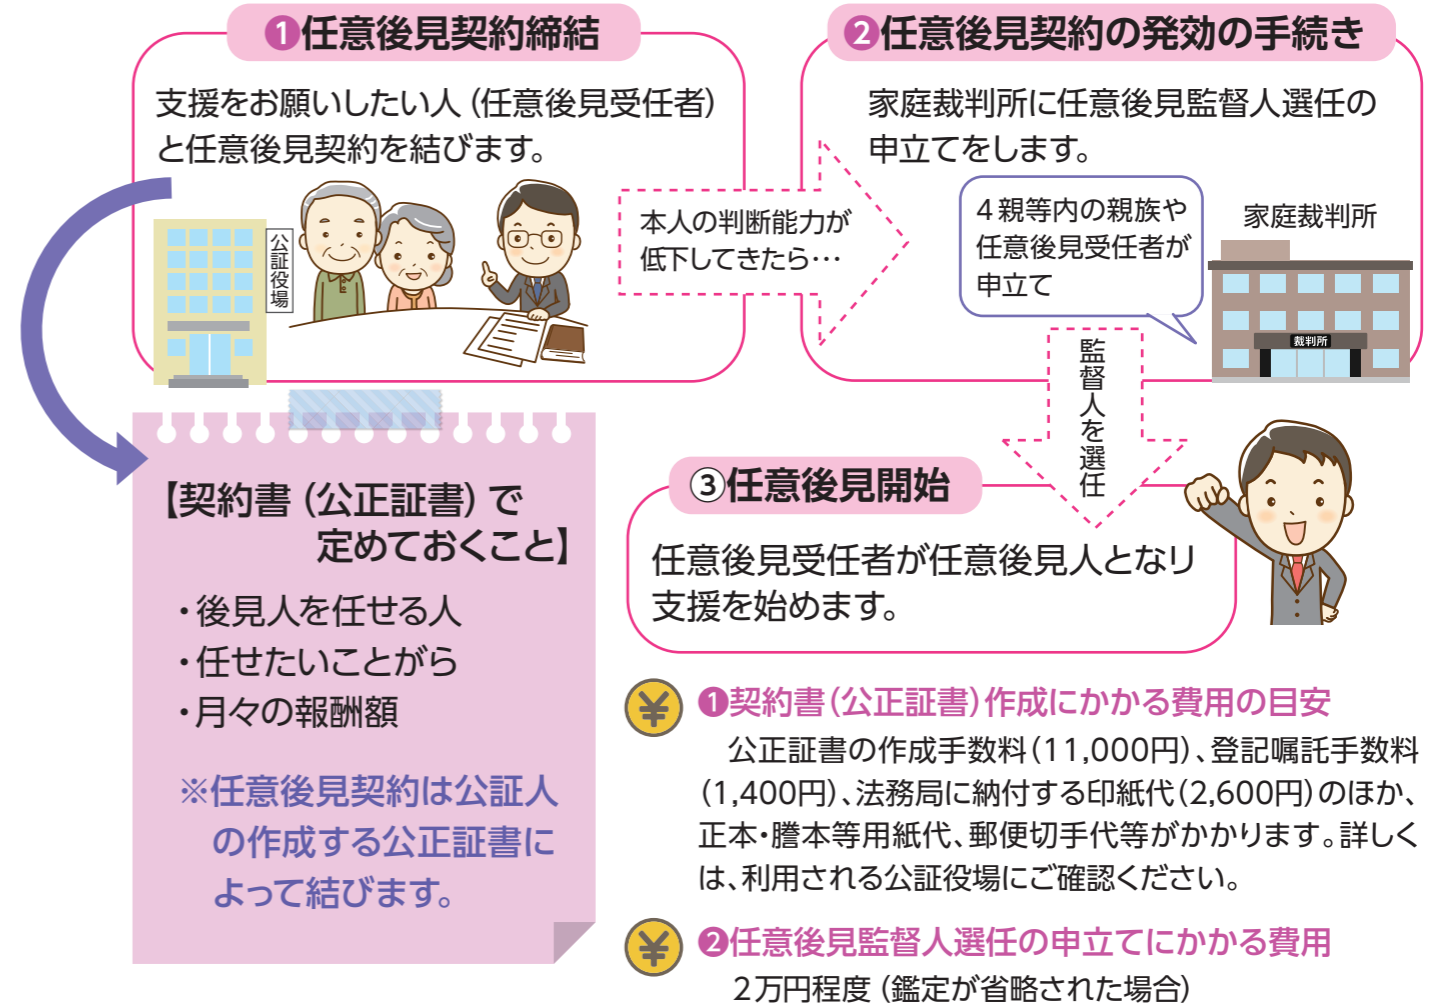 ❶任意後見契約締結
支援をお願いしたい人（任意後見受任者）
と任意後見契約を結びます。
公証役場
本人の判断能力が
低下してきたら…
❷任意後見契約の発効の手続き
家庭裁判所に任意後見監督人選任の
申立てをします。
４親等内の親族や
任意後見受任者が
申立て
家庭裁判所
裁判所
監督人を選任
③任意後見開始
任意後見受任者が任意後見人となり
支援を始めます。
【契約書（公正証書）で
定めておくこと】
・後見人を任せる人
・任せたいことがら
・月々の報酬額
※任意後見契約は公証人
の作成する公正証書に
よって結びます。
¥
❶契約書（公正証書）作成にかかる費用の目安
公正証書の作成手数料（11,000円）、登記嘱託手数料
（1,400円）、法務局に納付する印紙代（2,600円）のほか、
正本・謄本等用紙代、郵便切手代等がかかります。詳しく
は、利用される公証役場にご確認ください。
¥
❷任意後見監督人選任の申立てにかかる費用
２万円程度（鑑定が省略された場合）